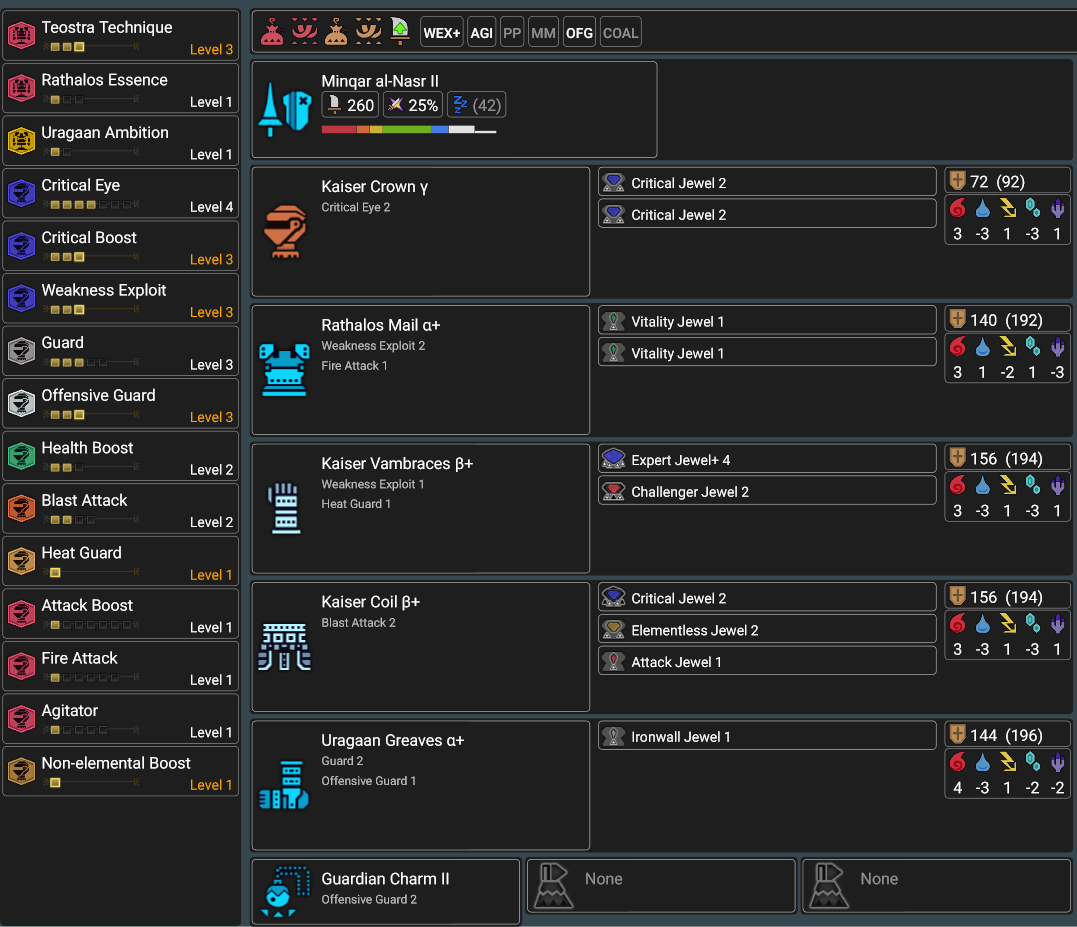 Teostra Technique
Level 3
Rathalos Essence
Level 1
Uragaan Ambition
Level 1
Critical Eye
Level 4
Critical Boost
Level 3
Weakness Exploit
Level 3
Guard
Level 3
Offensive Guard
Level 3
Health Boost
Level 2
Blast Attack
Level 2
Heat Guard
Level 1
Attack Boost
Level 1
Fire Attack
Level 1
Agitator
Level 1
Non-elemental Boost
Level 1
WEX+ AGI PP MM OFG COAL
Minqar al-Nasr II
260 25% (42)
Kaiser Crown γ
Critical Eye 2
Critical Jewel 2
Critical Jewel 2
72 (92)
3 -3 1 -3 1
Rathalos Mail α+
Weakness Exploit 2
Fire Attack 1
Vitality Jewel 1
Vitality Jewel 1
140 (192)
3 1 -2 1 -3
Kaiser Vambraces β+
Weakness Exploit 1
Heat Guard 1
Expert Jewel+ 4
Challenger Jewel 2
156 (194)
3 -3 1 -3 1
Kaiser Coil β+
Blast Attack 2
Critical Jewel 2
Elementless Jewel 2
Attack Jewel 1
156 (194)
3 -3 1 -3 1
Uragaan Greaves α+
Guard 2
Offensive Guard 1
Ironwall Jewel 1
144 (196)
4 -3 1 -2 -2
Guardian Charm II
Offensive Guard 2
None
None